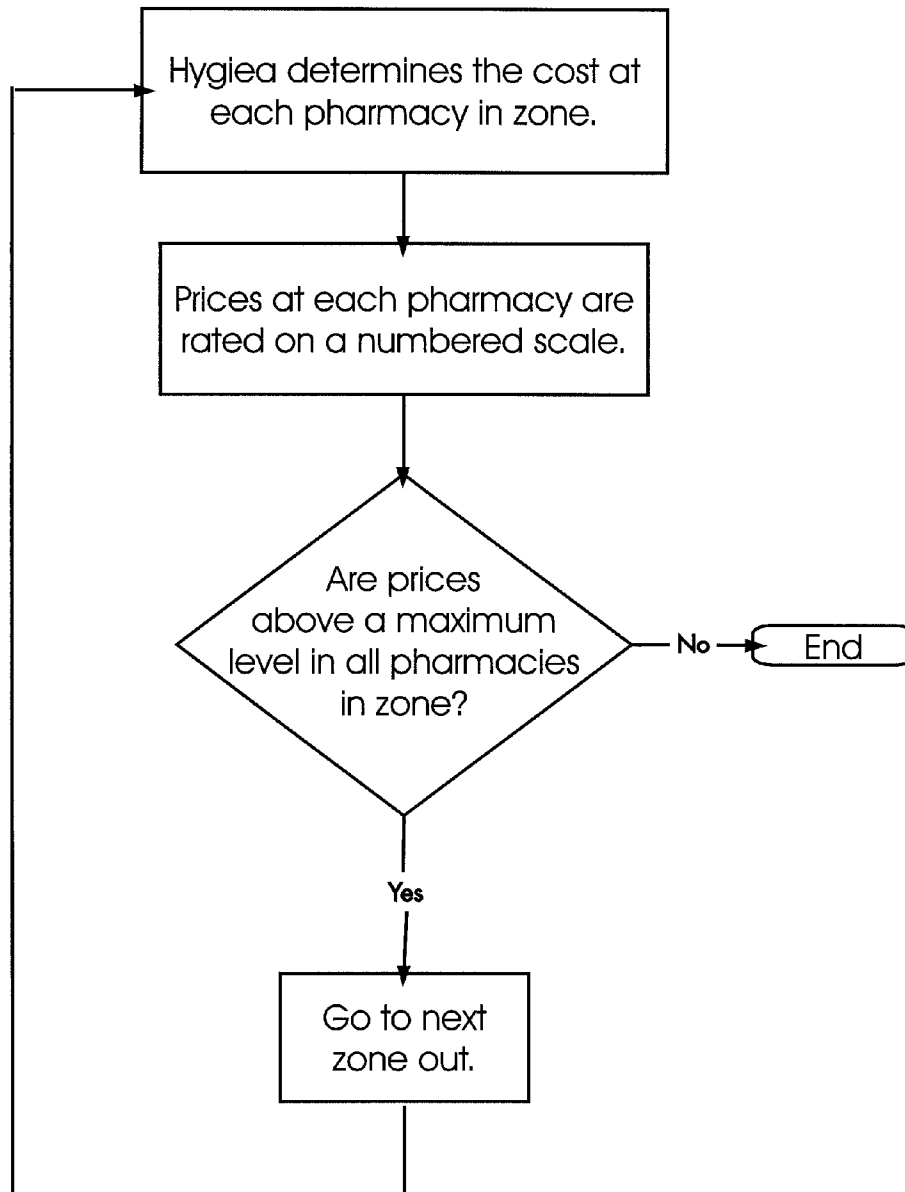 Hygiea determines the cost at
each pharmacy in zone.
Prices at each pharmacy are
rated on a numbered scale.
Are prices
above a maximum
level in all pharmacies
in zone?
No
End
Yes
Go to next
zone out.